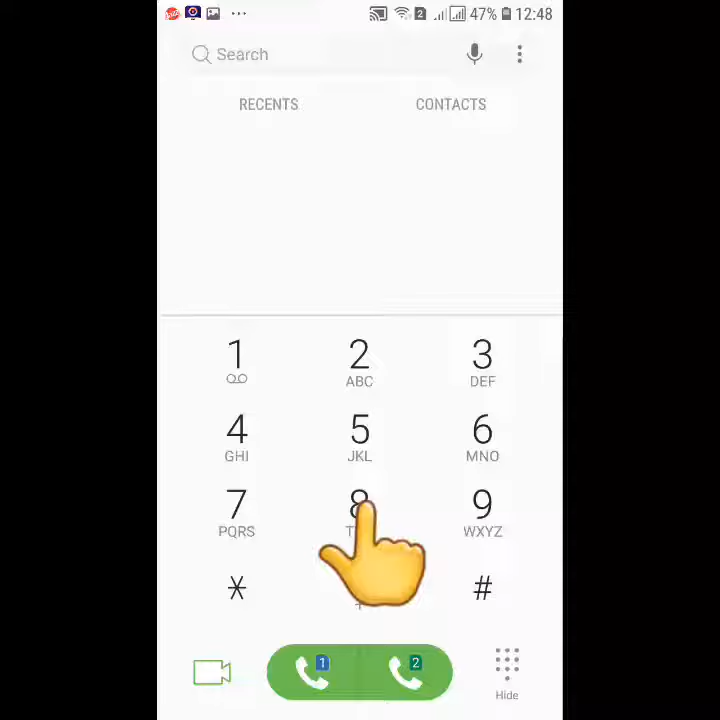 2 47% 12:48
Search
RECENTS CONTACTS
1 2 3
ABC DEF
4 5 6
GHI JKL MNO
7 8 9
PQRS T WXYZ
* #
+
1 2
Hide